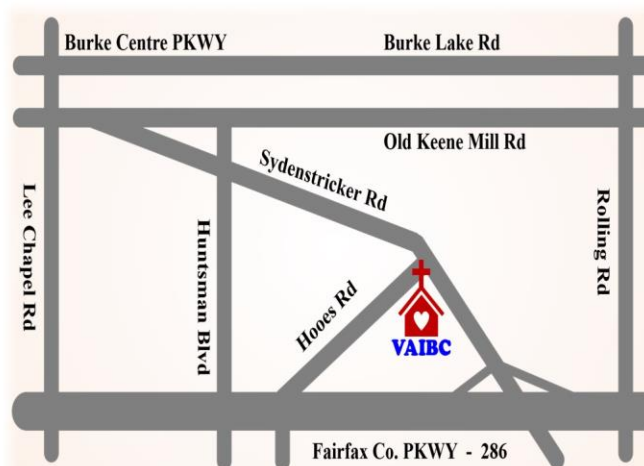 Burke Centre PKWY
Burke Lake Rd
Old Keene Mill Rd
Sydenstricker Rd
Lee Chapel Rd
Huntsman Blvd
Rolling Rd
Hooes Rd
VAIBC
Fairfax Co. PKWY - 286